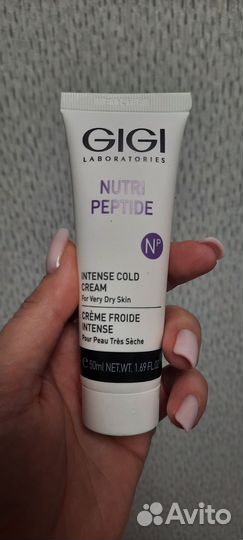 GIGI
LABORATORIES
NUTRI
PEPTIDE
NP
INTENSE COLD
CREAM
For Very Dry Skin
CRÈME FROIDE
INTENSE
Pour Peau Très Sèche
50ml NET.WT. 1.69 FL.
Avito